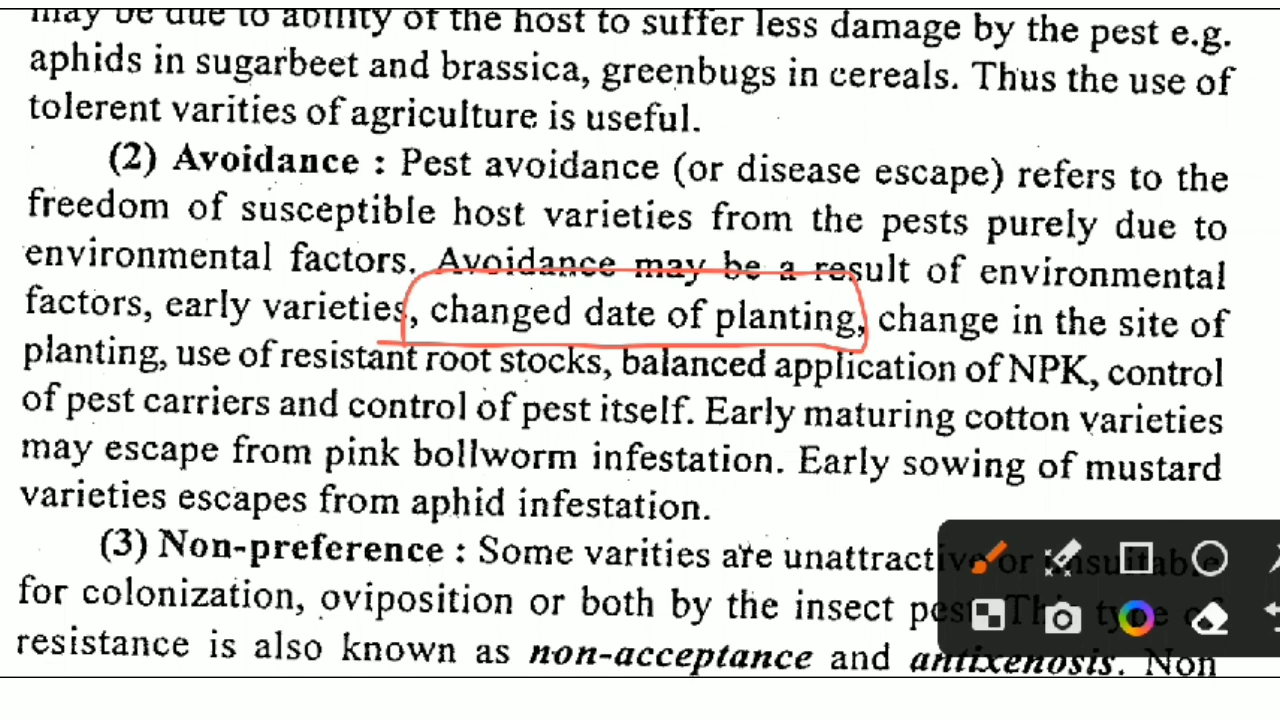 may be due to ability of the host to suffer less damage by the pest e.g.
aphids in sugarbeet and brassica, greenbugs in cereals. Thus the use of
tolerent varities of agriculture is useful.
(2) Avoidance : Pest avoidance (or disease escape) refers to the
freedom of susceptible host varieties from the pests purely due to
environmental factors. Avoidance may be a result of environmental
factors, early varieties, changed date of planting, change in the site of
planting, use of resistant root stocks, balanced application of NPK, control
of pest carriers and control of pest itself. Early maturing cotton varieties
may escape from pink bollworm infestation. Early sowing of mustard
varieties escapes from aphid infestation.
(3) Non-preference : Some varities are unattractive or unsuitable
for colonization, oviposition or both by the insect pest. This type of
resistance is also known as non-acceptance and antixenosis. Non